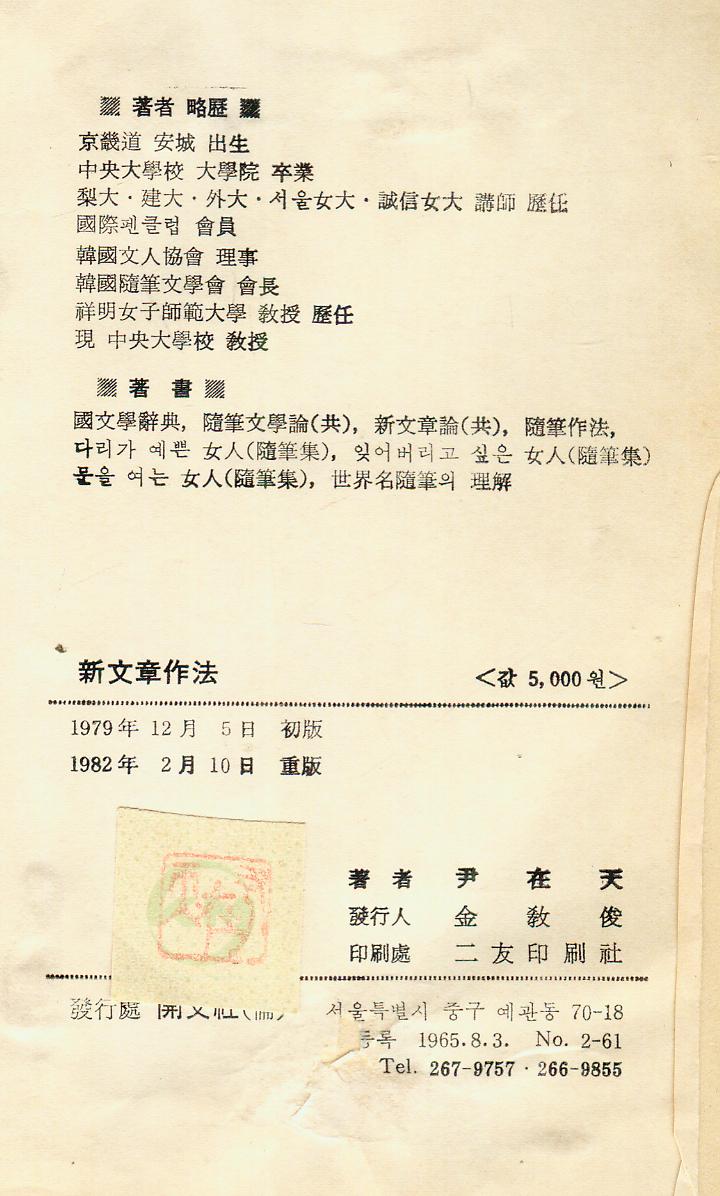 著者 略歷
京畿道 安城 出生
中央大學校 大學院 卒業
梨大·建大·外大·서울女大·誠信女大 講師 歷任
國際펜클럽 會員
韓國文人協會 理事
韓國隨筆文學會 會長
祥明女子師範大學 敎授 歷任
現 中央大學校 敎授
著 書
國文學辭典, 隨筆文學論(共), 新文章論(共), 隨筆作法,
다리가 예쁜 女人(隨筆集), 잊어버리고 싶은 女人(隨筆集)
문을 여는 女人(隨筆集), 世界名隨筆의 理解
新文章作法 <값 5,000원>
1979年 12月 5日 初版
1982年 2月 10日 重版
著 者 尹 在 天
發行人 金 敎 俊
印刷處 二友印刷社
發行處 開文社 서울특별시 중구 예관동 70-18
등록 1965.8.3. No. 2-61
Tel. 267-9757·266-9855